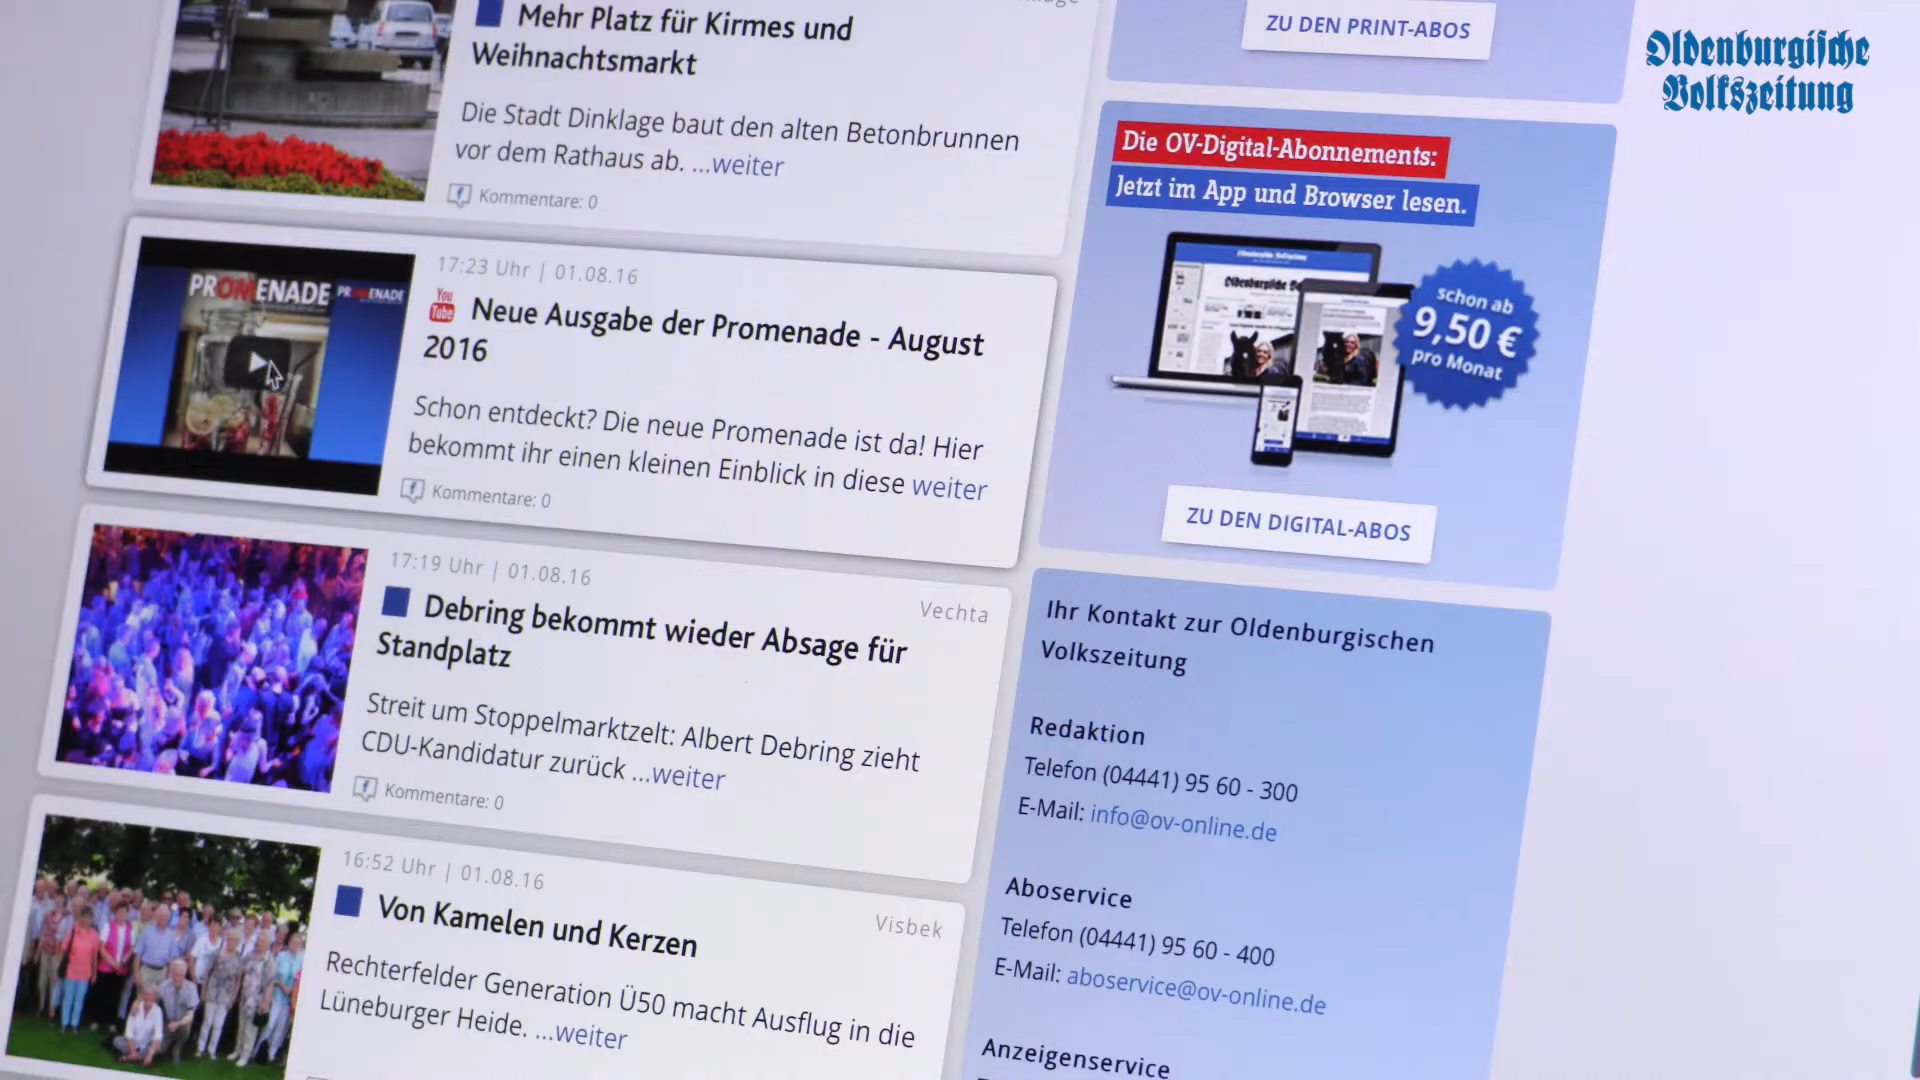 Mehr Platz für Kirmes und
Weihnachtsmarkt
Die Stadt Dinklage baut den alten Betonbrunnen
vor dem Rathaus ab. ...weiter
Kommentare: 0
PROMENADE
PROMENADE
17:23 Uhr | 01.08.16
You
Tube
Neue Ausgabe der Promenade - August
2016
Schon entdeckt? Die neue Promenade ist da! Hier
bekommt ihr einen kleinen Einblick in diese weiter
Kommentare: 0
17:19 Uhr | 01.08.16
Vechta
Debring bekommt wieder Absage für
Standplatz
Streit um Stoppelmarktzelt: Albert Debring zieht
CDU-Kandidatur zurück ...weiter
Kommentare: 0
16:52 Uhr | 01.08.16
Visbek
Von Kamelen und Kerzen
Rechterfelder Generation Ü50 macht Ausflug in die
Lüneburger Heide. ...weiter
ZU DEN PRINT-ABOS
Die OV-Digital-Abonnements:
Jetzt im App und Browser lesen.
schon ab
9,50 €
pro Monat
ZU DEN DIGITAL-ABOS
Ihr Kontakt zur Oldenburgischen
Volkszeitung
Redaktion
Telefon (04441) 95 60 - 300
E-Mail: info@ov-online.de
Aboservice
Telefon (04441) 95 60 - 400
E-Mail: aboservice@ov-online.de
Anzeigenservice
Oldenburgische
Volkszeitung